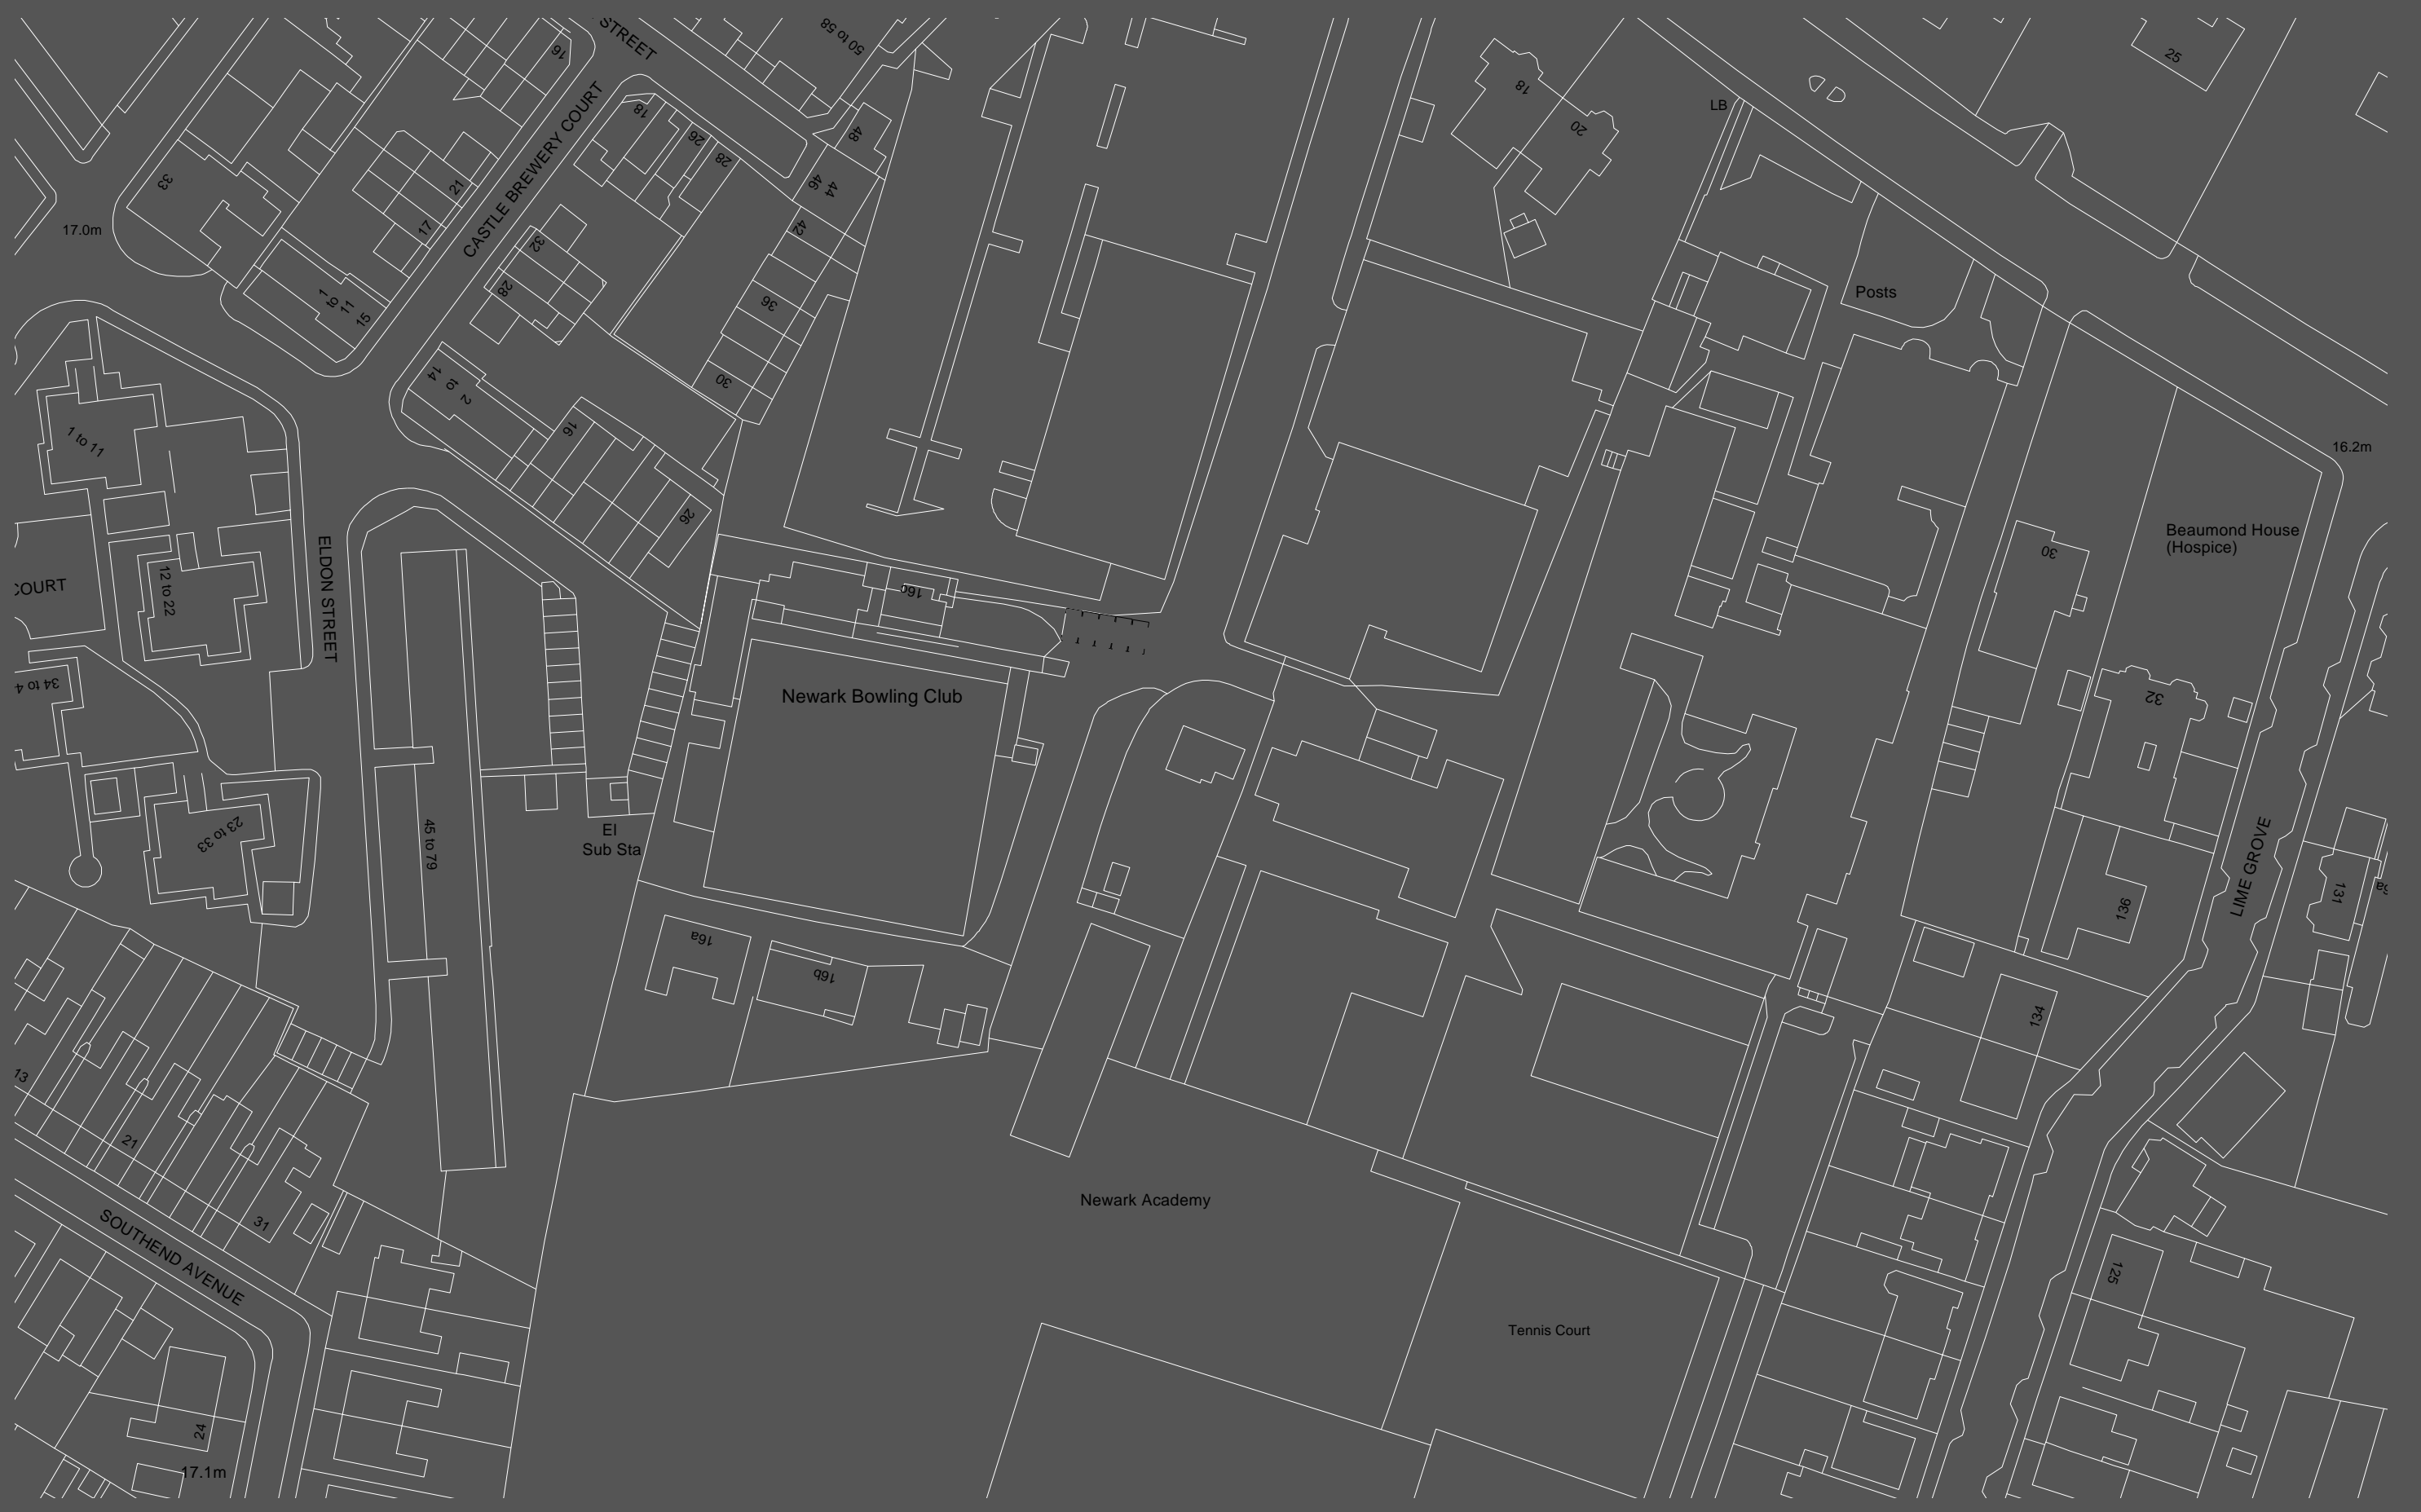 STREET
50 to 58
16
25
18
20
LB
CASTLE BREWERY COURT
18
26
28
48
46
44
33
21
17
17.0m
42
32
28
36
Posts
1
to
11
15
30
14
to
2
16
1 to 11
16.2m
26
Beaumond House
(Hospice)
30
ELDON STREET
COURT
12 to 22
16c
34 to 4
Newark Bowling Club
32
23 to 33
45 to 79
El
Sub Sta
LIME GROVE
131
136
16a
16b
134
13
21
Newark Academy
31
SOUTHEND AVENUE
125
Tennis Court
24
17.1m